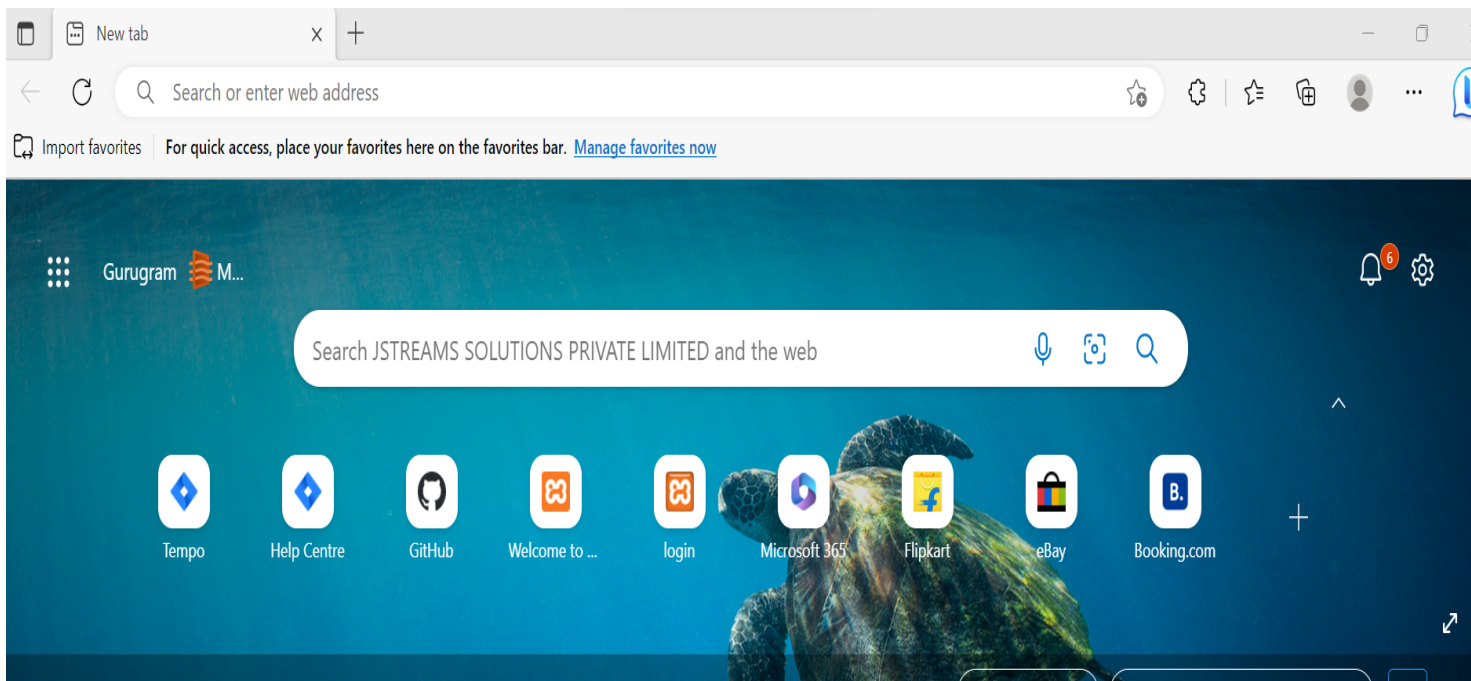 New tab
Search or enter web address
Import favorites For quick access, place your favorites here on the favorites bar. Manage favorites now
Gurugram M... 6
Search JSTREAMS SOLUTIONS PRIVATE LIMITED and the web
B.
Tempo Help Centre GitHub Welcome to ... login Microsoft 365 Flipkart eBay Booking.com